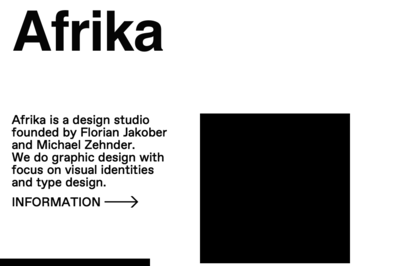 Afrika
Afrika is a design studio
founded by Florian Jakober
and Michael Zehnder.
We do graphic design with
focus on visual identities
and type design.
INFORMATION ⟶